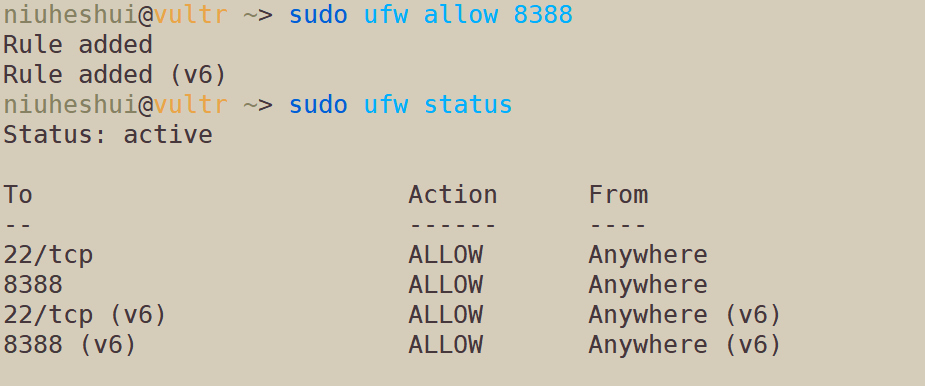 niuheshui@vultr ~> sudo ufw allow 8388
Rule added
Rule added (v6)
niuheshui@vultr ~> sudo ufw status
Status: active
To                         Action      From
--                         ------      ----
22/tcp                     ALLOW       Anywhere
8388                       ALLOW       Anywhere
22/tcp (v6)                ALLOW       Anywhere (v6)
8388 (v6)                  ALLOW       Anywhere (v6)